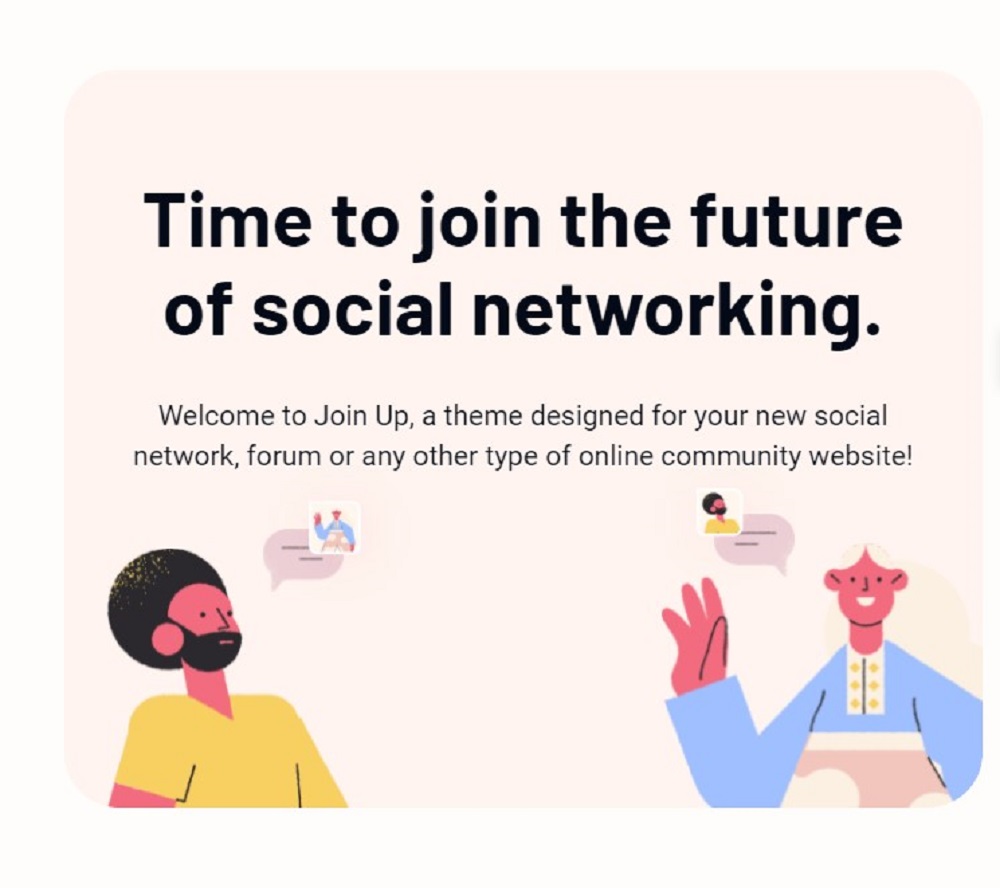 Time to join the future
of social networking.
Welcome to Join Up, a theme designed for your new social
network, forum or any other type of online community website!